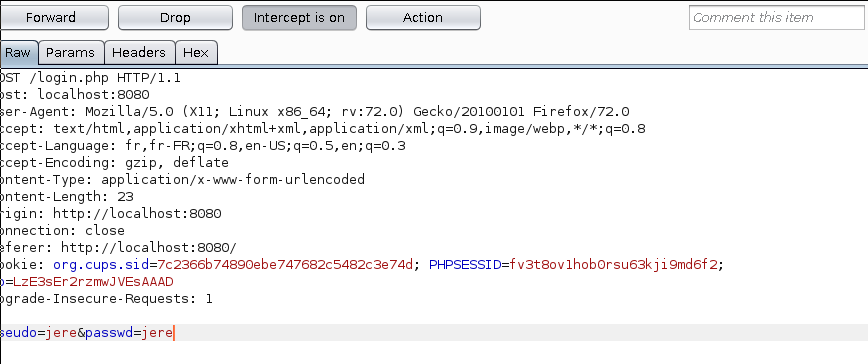 Forward Drop Intercept is on Action Comment this item
Raw Params Headers Hex
OST /login.php HTTP/1.1
ost: localhost:8080
ser-Agent: Mozilla/5.0 (X11; Linux x86_64; rv:72.0) Gecko/20100101 Firefox/72.0
ccept: text/html,application/xhtml+xml,application/xml;q=0.9,image/webp,*/*;q=0.8
ccept-Language: fr,fr-FR;q=0.8,en-US;q=0.5,en;q=0.3
ccept-Encoding: gzip, deflate
ontent-Type: application/x-www-form-urlencoded
ontent-Length: 23
rigin: http://localhost:8080
onnection: close
eferer: http://localhost:8080/
ookie: org.cups.sid=7c2366b74890ebe747682c5482c3e74d; PHPSESSID=fv3t8ov1hob0rsu63kji9md6f2;
o=LzE3sEr2rzmwJVEsAAAD
pgrade-Insecure-Requests: 1
seudo=jere&passwd=jere